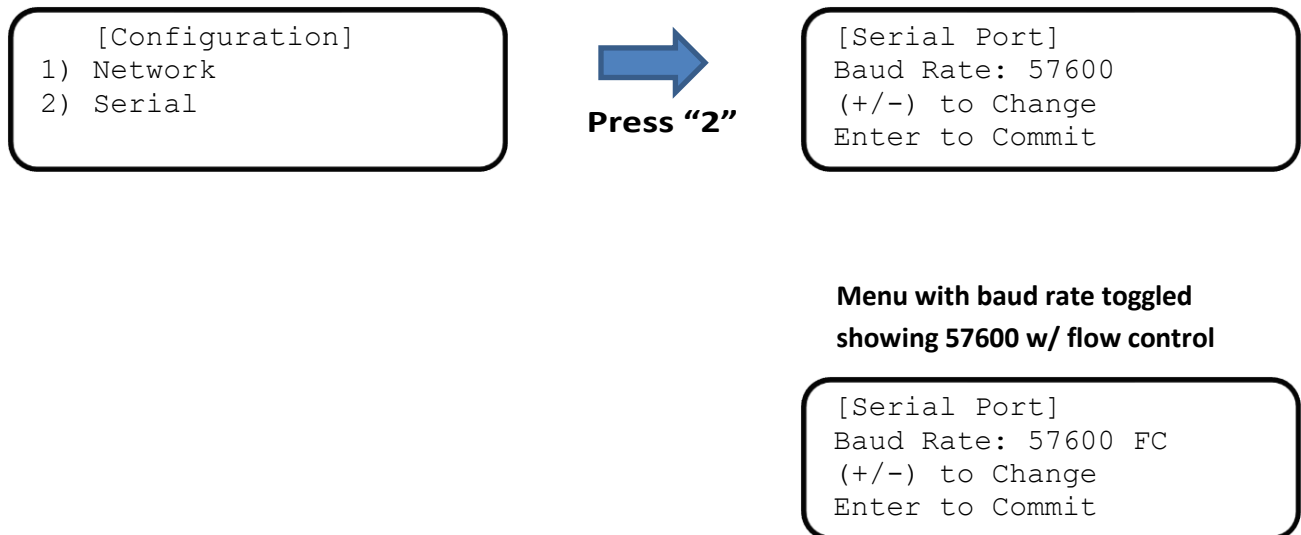 [Configuration]
1) Network
2) Serial
Press “2”
[Serial Port]
Baud Rate: 57600
(+/-) to Change
Enter to Commit
Menu with baud rate toggled
showing 57600 w/ flow control
[Serial Port]
Baud Rate: 57600 FC
(+/-) to Change
Enter to Commit